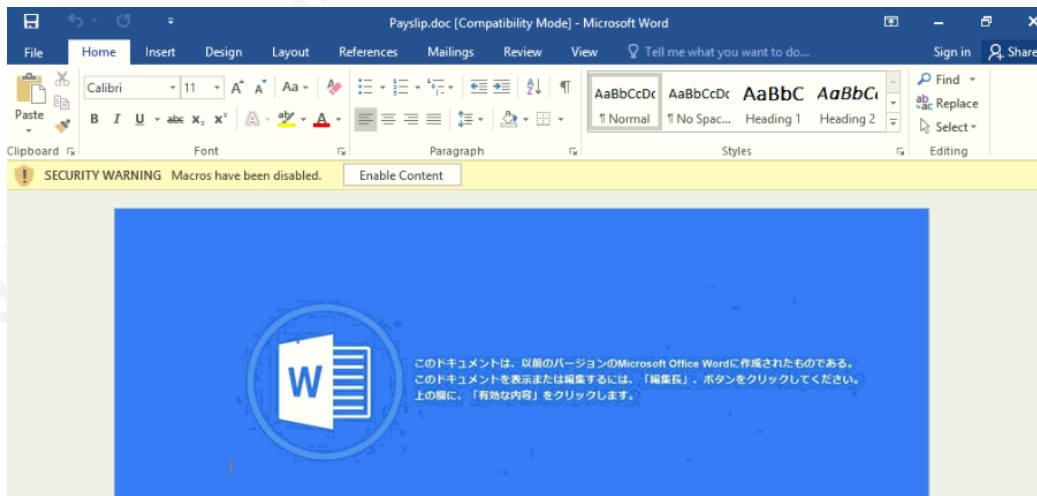 Payslip.doc [Compatibility Mode] - Microsoft Word
File Home Insert Design Layout References Mailings Review View Tell me what you want to do... Sign in Share
Calibri 11 A A Aa
Paste B I U abc X₂ X² A ab A
AaBbCcDc AaBbCcDc AaBbC AaBbCc
¶ Normal ¶ No Spac... Heading 1 Heading 2
Find
Replace
Select
Clipboard Font Paragraph Styles Editing
SECURITY WARNING Macros have been disabled. Enable Content
W
このドキュメントは、以前のバージョンのMicrosoft Office Wordに作成されたものである。
このドキュメントを表示または編集するには、「編集長」、ボタンをクリックしてください。
上の欄に、「有効な内容」をクリックします。